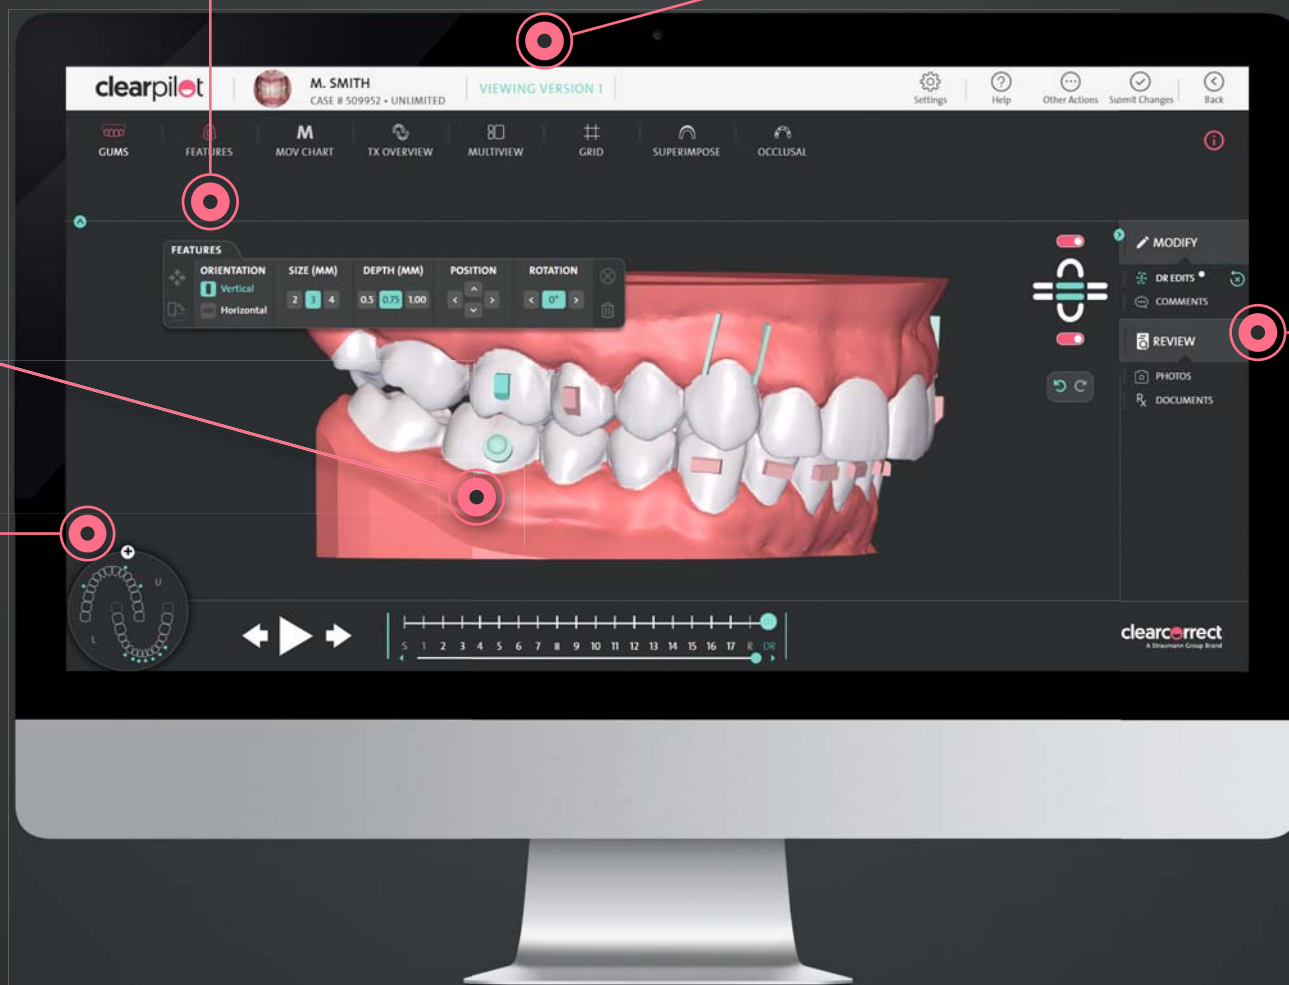 clearpilot
M. SMITH
CASE # 509952 • UNLIMITED
VIEWING VERSION 1
Settings
Help
Other Actions
Submit Changes
Back
GUMS
FEATURES
M
MOV CHART
TX OVERVIEW
MULTIVIEW
GRID
SUPERIMPOSE
OCCLUSAL
FEATURES
ORIENTATION
Vertical
Horizontal
SIZE (MM)
2 3 4
DEPTH (MM)
0.5 0.75 1.00
POSITION
ROTATION
0°
MODIFY
DR EDITS
COMMENTS
REVIEW
PHOTOS
Rx DOCUMENTS
U
L
S 1 2 3 4 5 6 7 8 9 10 11 12 13 14 15 16 17 R DR
clearcorrect
A Straumann Group Brand